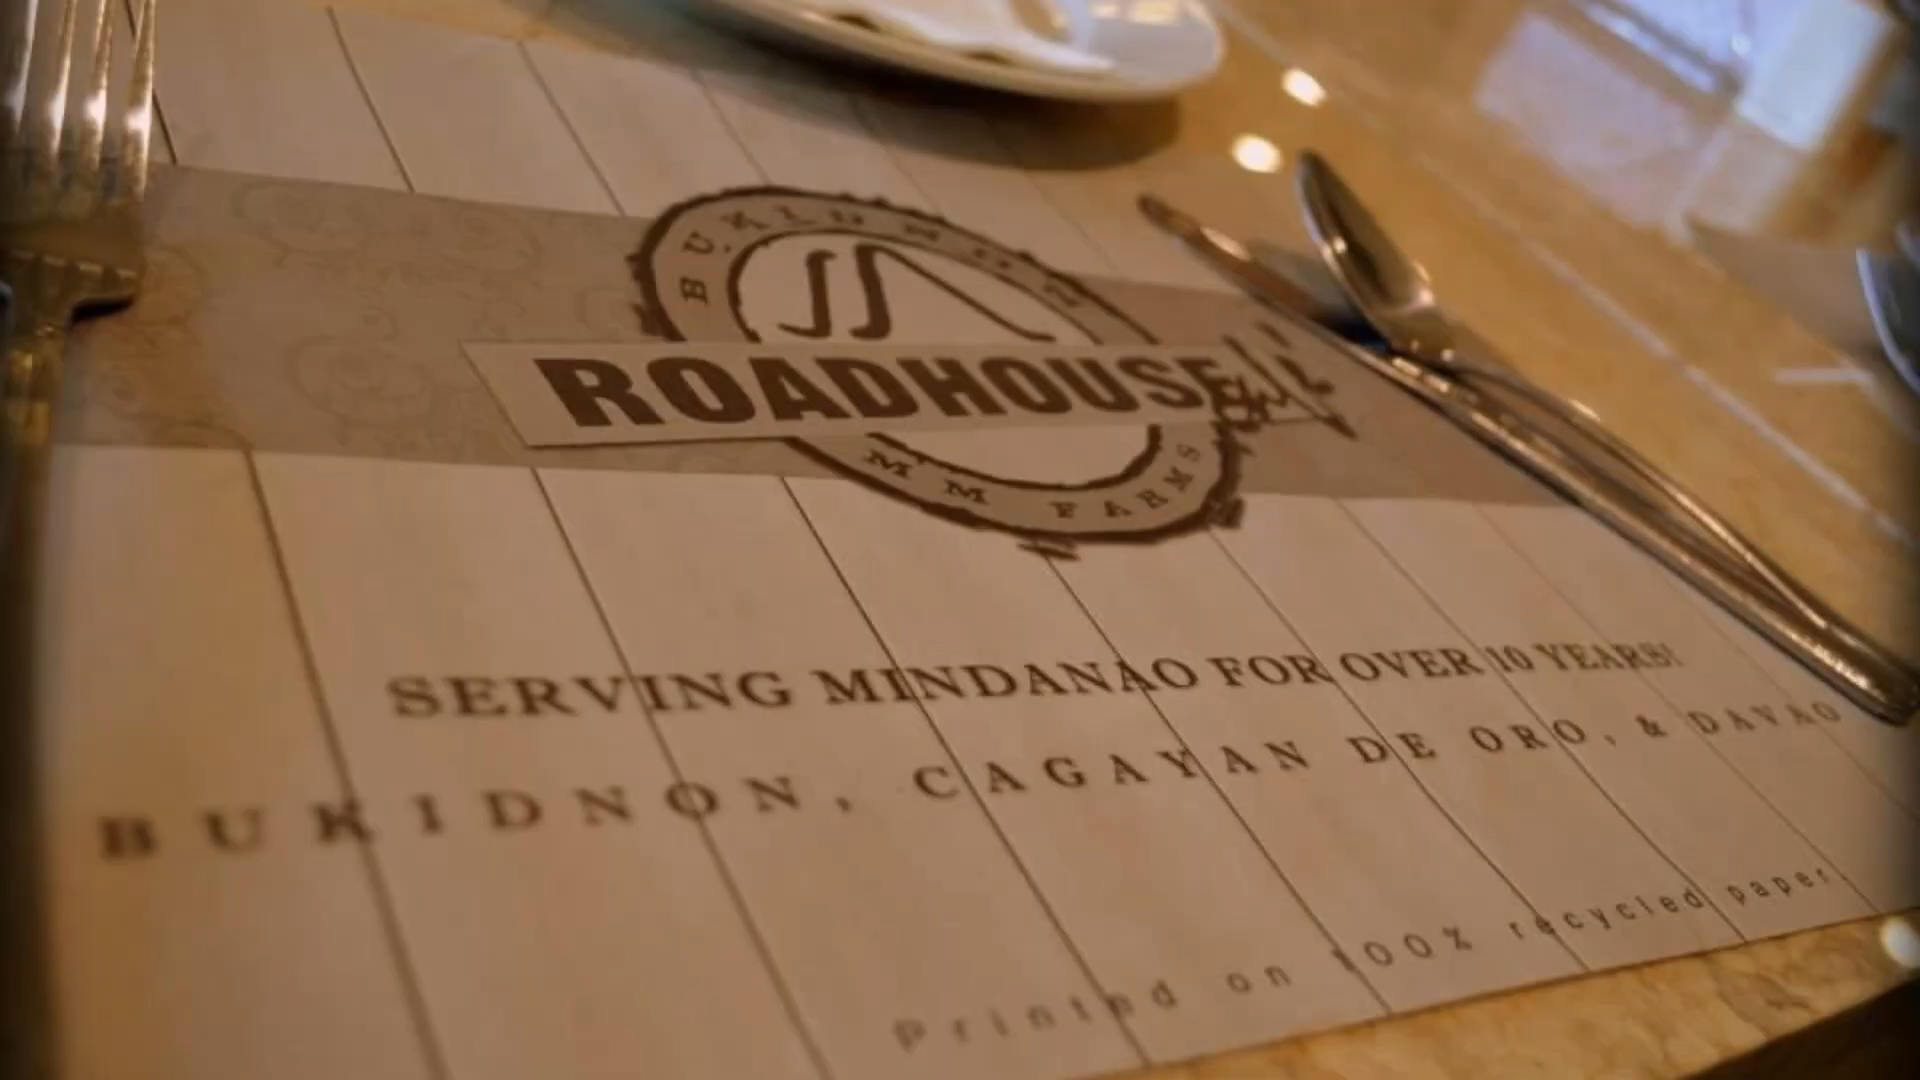 BUKIDNON
ROADHOUSE
MM FARMS
SERVING MINDANAO FOR OVER 10 YEARS!
BUKIDNON, CAGAYAN DE ORO, & DAVAO
Printed on 100% recycled paper